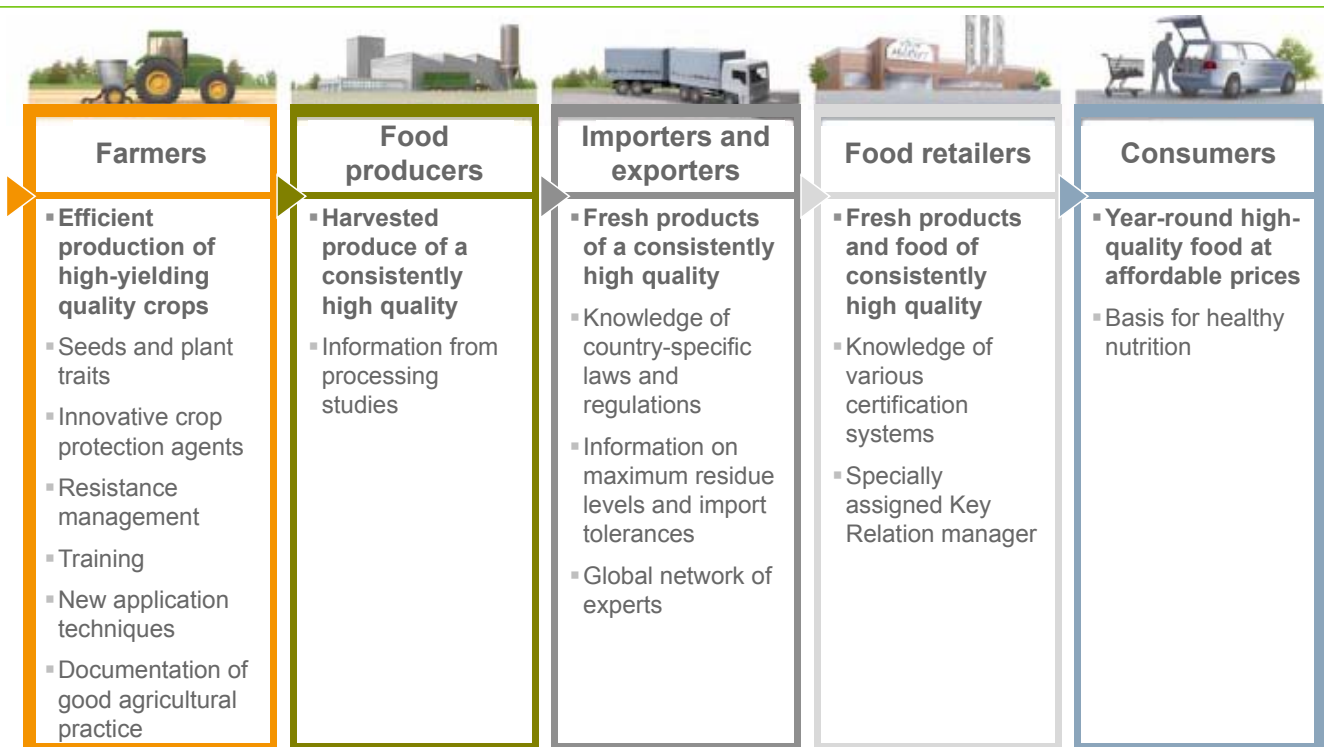 Farmers
▪ Efficient
production of
high-yielding
quality crops
▪ Seeds and plant
traits
▪ Innovative crop
protection agents
▪ Resistance
management
▪ Training
▪ New application
techniques
▪ Documentation of
good agricultural
practice
Food
producers
▪ Harvested
produce of a
consistently
high quality
▪ Information from
processing
studies
Importers and
exporters
▪ Fresh products
of a consistently
high quality
▪ Knowledge of
country-specific
laws and
regulations
▪ Information on
maximum residue
levels and import
tolerances
▪ Global network of
experts
Food retailers
▪ Fresh products
and food of
consistently
high quality
▪ Knowledge of
various
certification
systems
▪ Specially
assigned Key
Relation manager
Consumers
▪ Year-round high-
quality food at
affordable prices
▪ Basis for healthy
nutrition